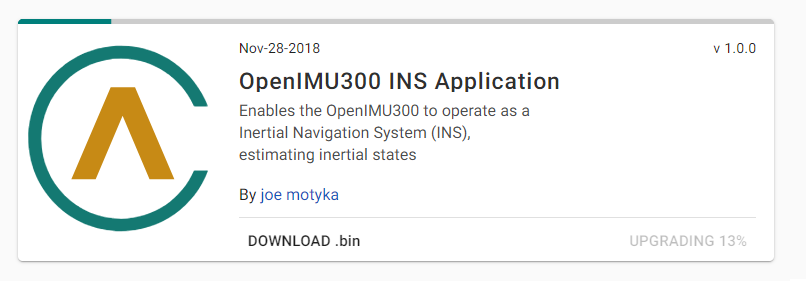 Nov-28-2018 v 1.0.0
OpenIMU300 INS Application
Enables the OpenIMU300 to operate as a
Inertial Navigation System (INS),
estimating inertial states
By joe motyka
DOWNLOAD .bin UPGRADING 13%